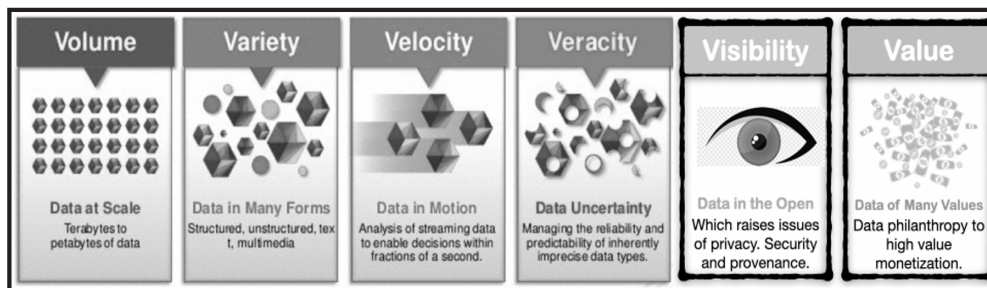 Volume
Data at Scale
Terabytes to
petabytes of data
Variety
Data in Many Forms
Structured, unstructured, tex
t, multimedia
Velocity
Data in Motion
Analysis of streaming data
to enable decisions within
fractions of a second.
Veracity
Data Uncertainty
Managing the reliability and
predictability of inherently
imprecise data types.
Visibility
Data in the Open
Which raises issues
of privacy. Security
and provenance.
Value
Data of Many Values
Data philanthropy to
high value
monetization.